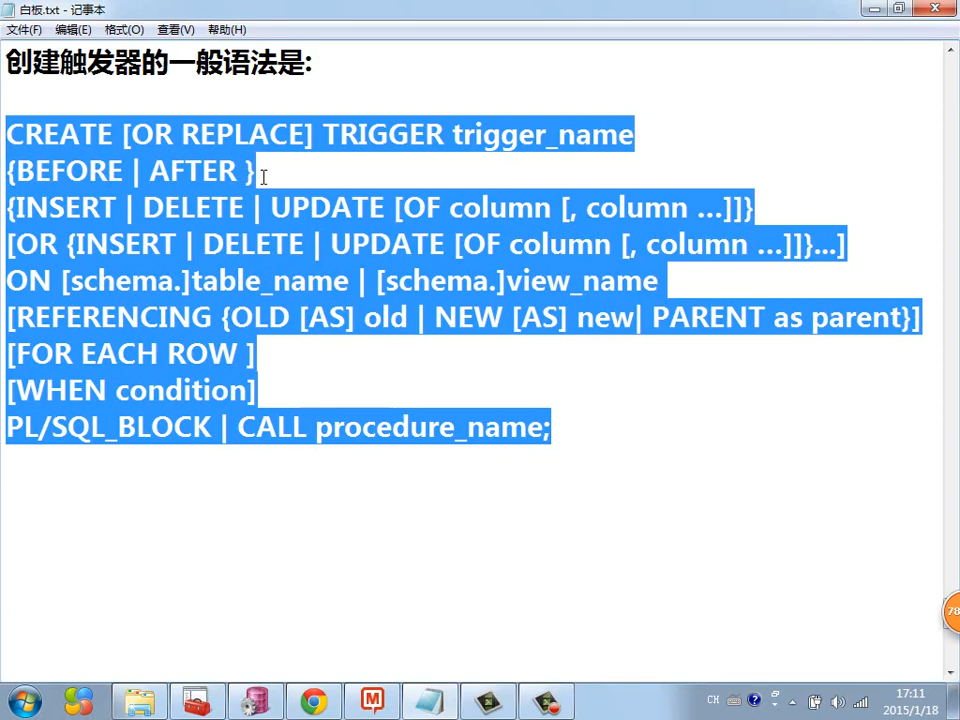 白板.txt - 记事本
文件(F) 编辑(E) 格式(O) 查看(V) 帮助(H)
创建触发器的一般语法是:
CREATE [OR REPLACE] TRIGGER trigger_name
{BEFORE | AFTER }
{INSERT | DELETE | UPDATE [OF column [, column …]]}
[OR {INSERT | DELETE | UPDATE [OF column [, column …]]}...]
ON [schema.]table_name | [schema.]view_name
[REFERENCING {OLD [AS] old | NEW [AS] new| PARENT as parent}]
[FOR EACH ROW ]
[WHEN condition]
PL/SQL_BLOCK | CALL procedure_name;
78
CH
17:11
2015/1/18